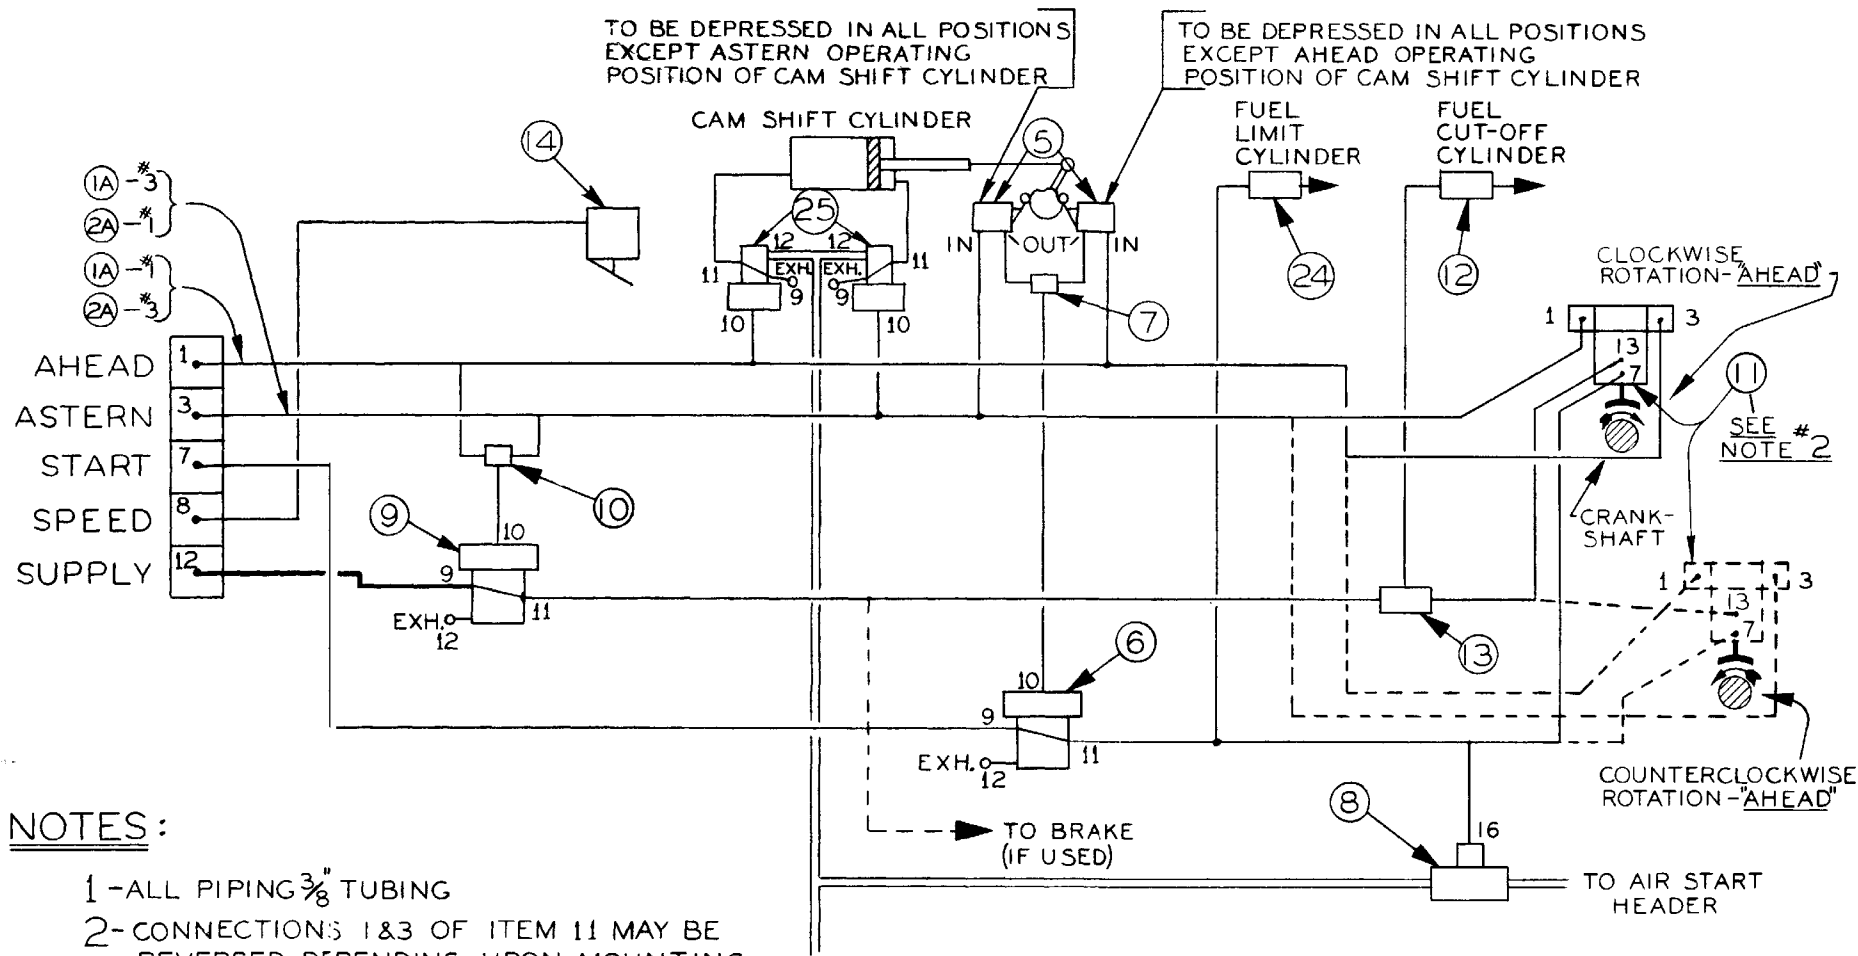 TO BE DEPRESSED IN ALL POSITIONS
EXCEPT ASTERN OPERATING
POSITION OF CAM SHIFT CYLINDER
TO BE DEPRESSED IN ALL POSITIONS
EXCEPT AHEAD OPERATING
POSITION OF CAM SHIFT CYLINDER
CAM SHIFT CYLINDER
14
5
FUEL
LIMIT
CYLINDER
FUEL
CUT-OFF
CYLINDER
1A -#3
2A -#1
1A -#1
2A -#3
25
12 12
11 EXH. EXH. 11
9 9
10 10
IN OUT IN
7
24
12
CLOCKWISE
ROTATION-"AHEAD"
1 3
13
7
11
SEE
NOTE #2
CRANK-
SHAFT
AHEAD 1
ASTERN 3
START 7
SPEED 8
SUPPLY 12
10
9
10
9
11
EXH.
12
13
1 3
13
7
6
10
9
11
EXH.
12
COUNTERCLOCKWISE
ROTATION-"AHEAD"
8
16
TO BRAKE
(IF USED)
TO AIR START
HEADER
NOTES:
1-ALL PIPING 3/8" TUBING
2-CONNECTIONS 1&3 OF ITEM 11 MAY BE
REVERSED DEPENDING UPON MOUNTING